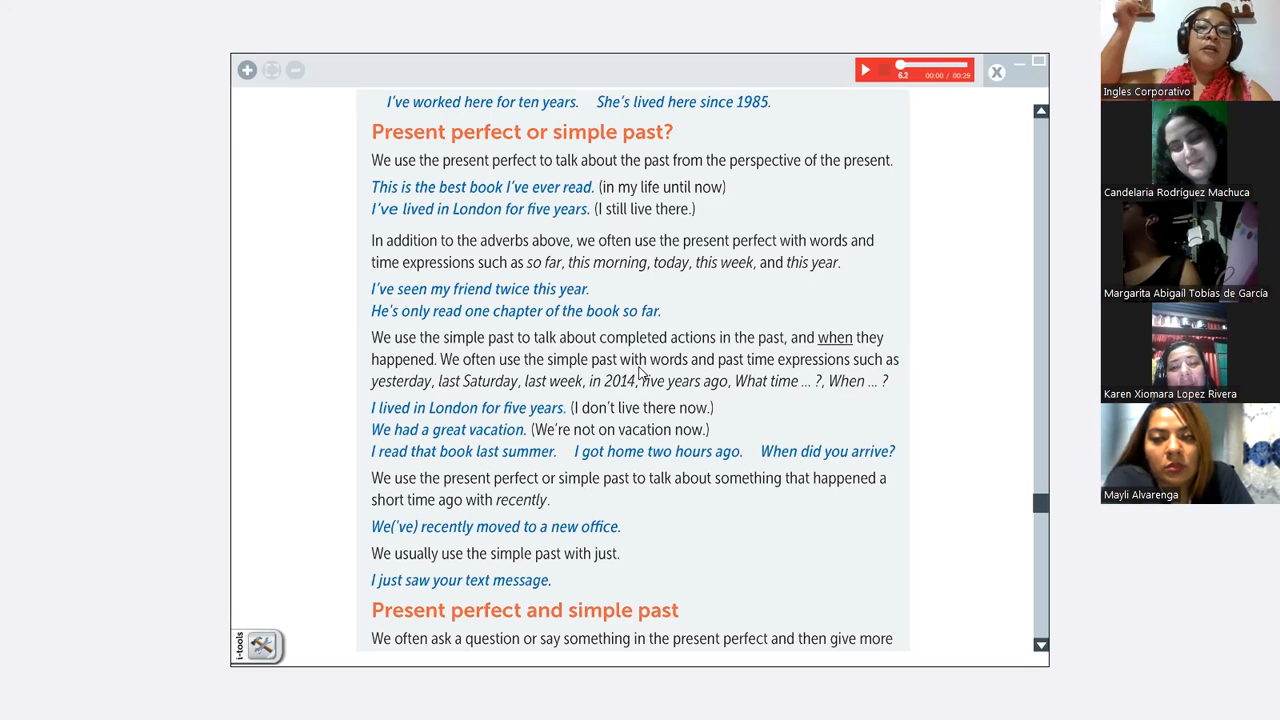 6.2
00:00 / 00:29
X
I've worked here for ten years. She's lived here since 1985.
Present perfect or simple past?
We use the present perfect to talk about the past from the perspective of the present.
This is the best book I've ever read. (in my life until now)
I've lived in London for five years. (I still live there.)
In addition to the adverbs above, we often use the present perfect with words and
time expressions such as so far, this morning, today, this week, and this year.
I've seen my friend twice this year.
He's only read one chapter of the book so far.
We use the simple past to talk about completed actions in the past, and when they
happened. We often use the simple past with words and past time expressions such as
yesterday, last Saturday, last week, in 2014, five years ago, What time ... ?, When ... ?
I lived in London for five years. (I don't live there now.)
We had a great vacation. (We're not on vacation now.)
I read that book last summer. I got home two hours ago. When did you arrive?
We use the present perfect or simple past to talk about something that happened a
short time ago with recently.
We('ve) recently moved to a new office.
We usually use the simple past with just.
I just saw your text message.
Present perfect and simple past
We often ask a question or say something in the present perfect and then give more
i-tools
Ingles Corporativo
Candelaria Rodríguez Machuca
Margarita Abigaíl Tobías de García
Karen Xiomara Lopez Rivera
Mayli Alvarenga